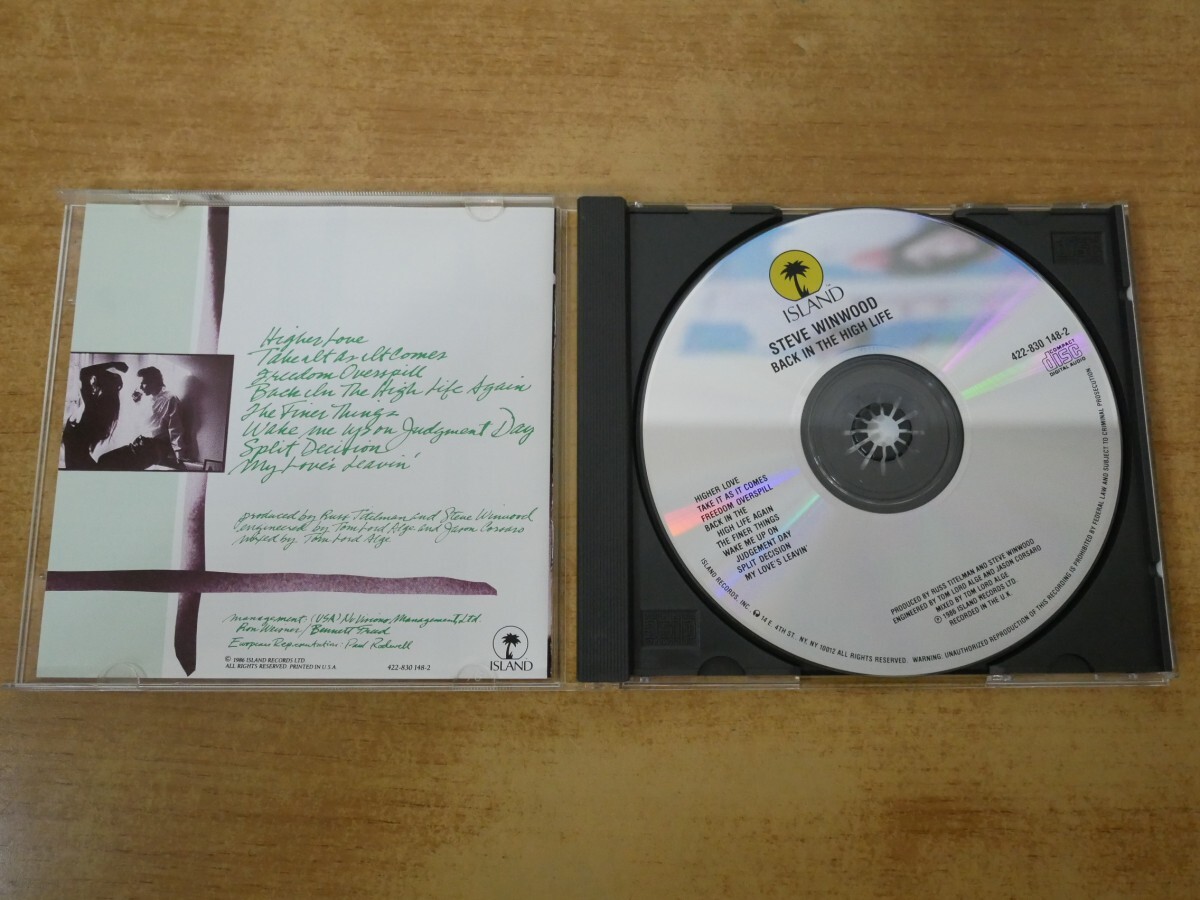 Higher Love
Take It As It Comes
Freedom Overspill
Back In The High Life Again
The Finer Things
Wake me up on Judgment Day
Split Decision
My Love's Leavin'
produced by Russ Titelman and Steve Winwood
engineered by Tom Lord Alge and Jason Corsaro
mixed by Tom Lord Alge
Management: (USA) No Visions Management Ltd.
Ron Weisner / Bennett Freed
European Representation: Paul Rodwell
© 1986 ISLAND RECORDS LTD
ALL RIGHTS RESERVED. PRINTED IN U.S.A
422-830 148-2
ISLAND
ISLAND
STEVE WINWOOD
BACK IN THE HIGH LIFE
422-830 148-2
COMPACT
disc
DIGITAL AUDIO
HIGHER LOVE
TAKE IT AS IT COMES
FREEDOM OVERSPILL
BACK IN THE
HIGH LIFE AGAIN
THE FINER THINGS
WAKE ME UP ON
JUDGEMENT DAY
SPLIT DECISION
MY LOVE'S LEAVIN'
PRODUCED BY RUSS TITELMAN AND STEVE WINWOOD
ENGINEERED BY TOM LORD ALGE AND JASON CORSARO
MIXED BY TOM LORD ALGE
℗ 1986 ISLAND RECORDS LTD.
RECORDED IN THE U.K.
ISLAND RECORDS, INC. 14 E. 4TH ST. NY, NY 10012 ALL RIGHTS RESERVED. WARNING: UNAUTHORIZED REPRODUCTION OF THIS RECORDING IS PROHIBITED BY FEDERAL LAW AND SUBJECT TO CRIMINAL PROSECUTION